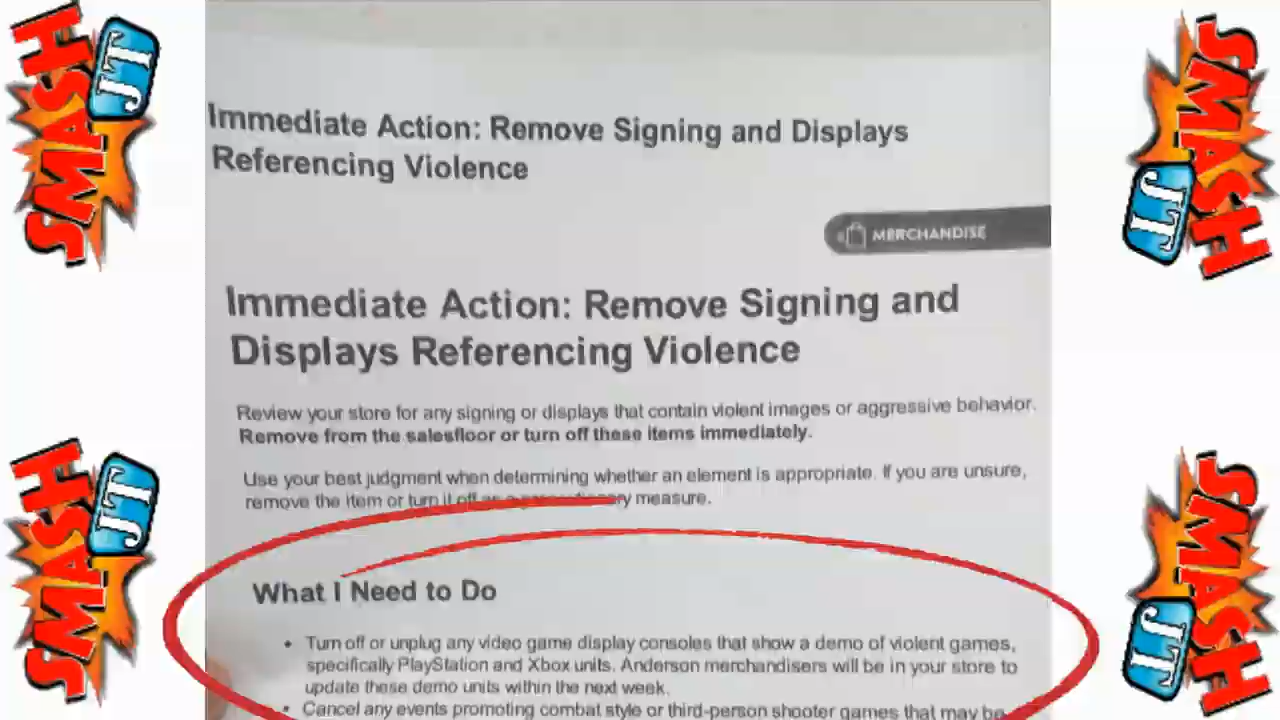 SMASH JT
SMASH JT
Immediate Action: Remove Signing and Displays
Referencing Violence
MERCHANDISE
Immediate Action: Remove Signing and
Displays Referencing Violence
Review your store for any signing or displays that contain violent images or aggressive behavior.
Remove from the salesfloor or turn off these items immediately.
Use your best judgment when determining whether an element is appropriate. If you are unsure,
remove the item or turn it off as a precautionary measure.
What I Need to Do
• Turn off or unplug any video game display consoles that show a demo of violent games,
specifically PlayStation and Xbox units. Anderson merchandisers will be in your store to
update these demo units within the next week.
• Cancel any events promoting combat style or third-person shooter games that may be
SMASH JT
SMASH JT